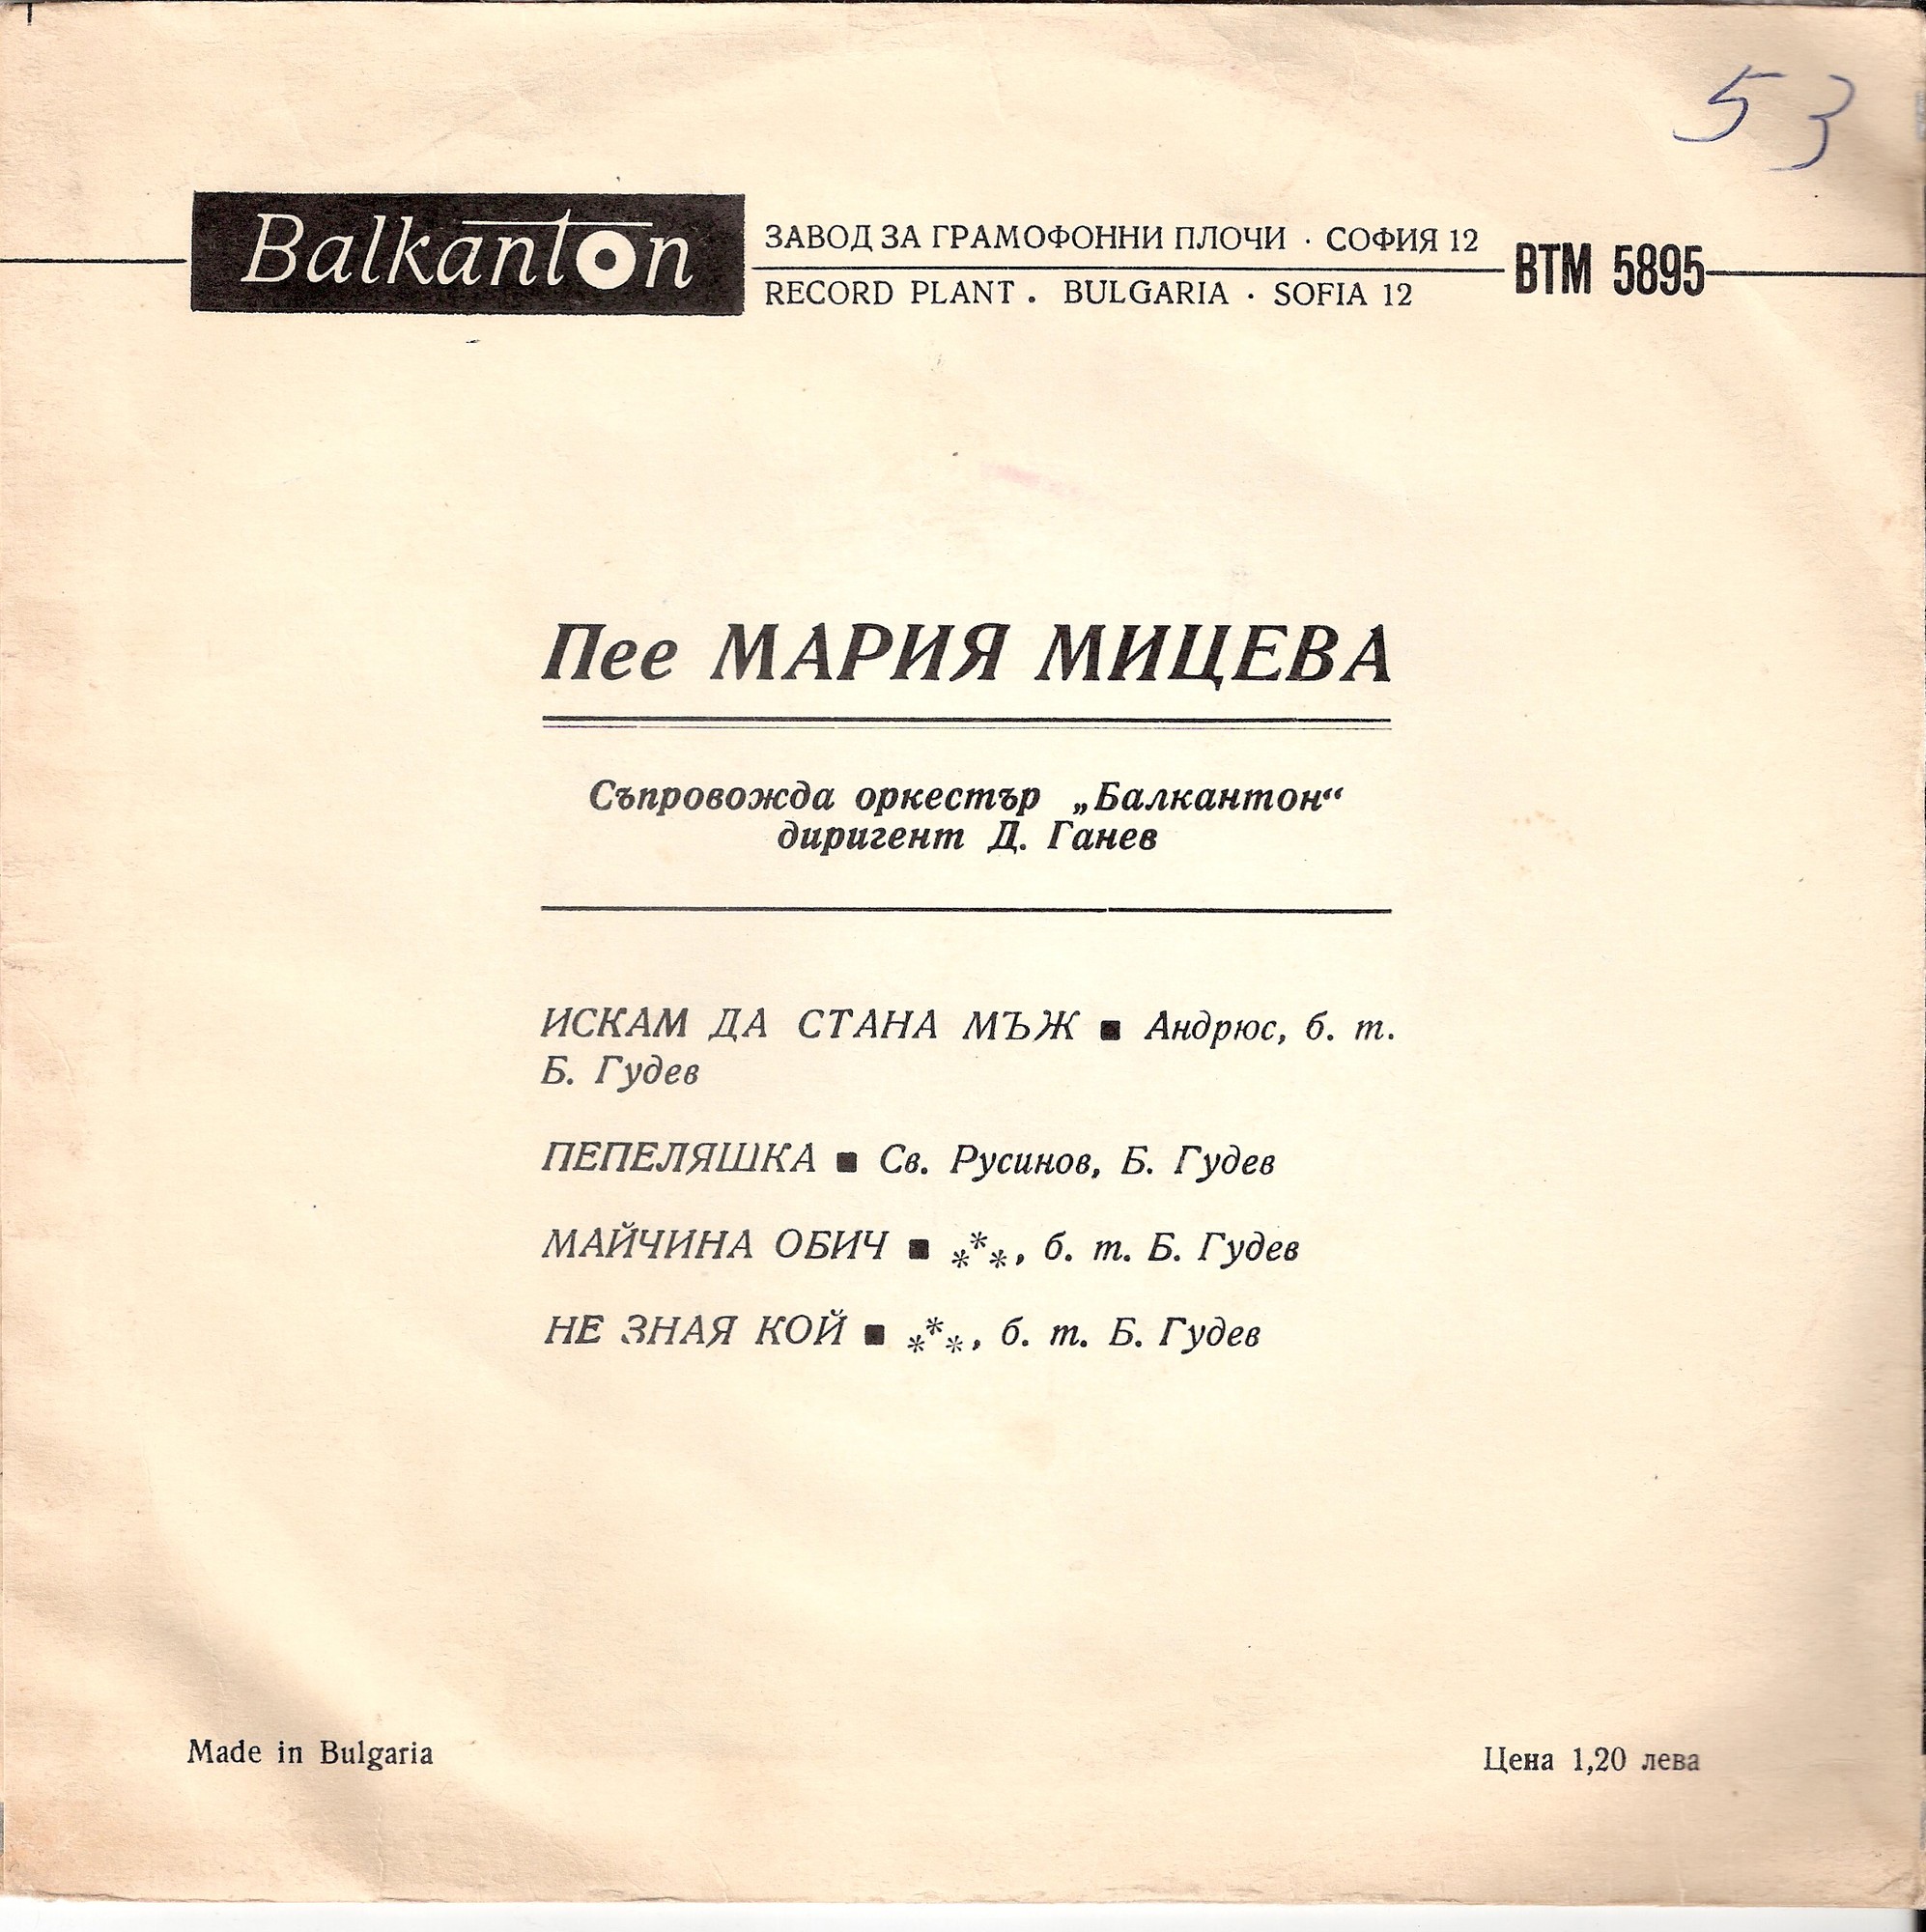 53
Balkanton
ЗАВОД ЗА ГРАМОФОННИ ПЛОЧИ · СОФИЯ 12
RECORD PLANT. BULGARIA · SOFIA 12
ВТМ 5895
Пее МАРИЯ МИЦЕВА
Съпровожда оркестър „Балкантон“
диригент Д. Ганев
ИСКАМ ДА СТАНА МЪЖ ■ Андрюс, б. т.
Б. Гудев
ПЕПЕЛЯШКА ■ Св. Русинов, Б. Гудев
МАЙЧИНА ОБИЧ ■ ***, б. т. Б. Гудев
НЕ ЗНАЯ КОЙ ■ ***, б. т. Б. Гудев
Made in Bulgaria
Цена 1,20 лева